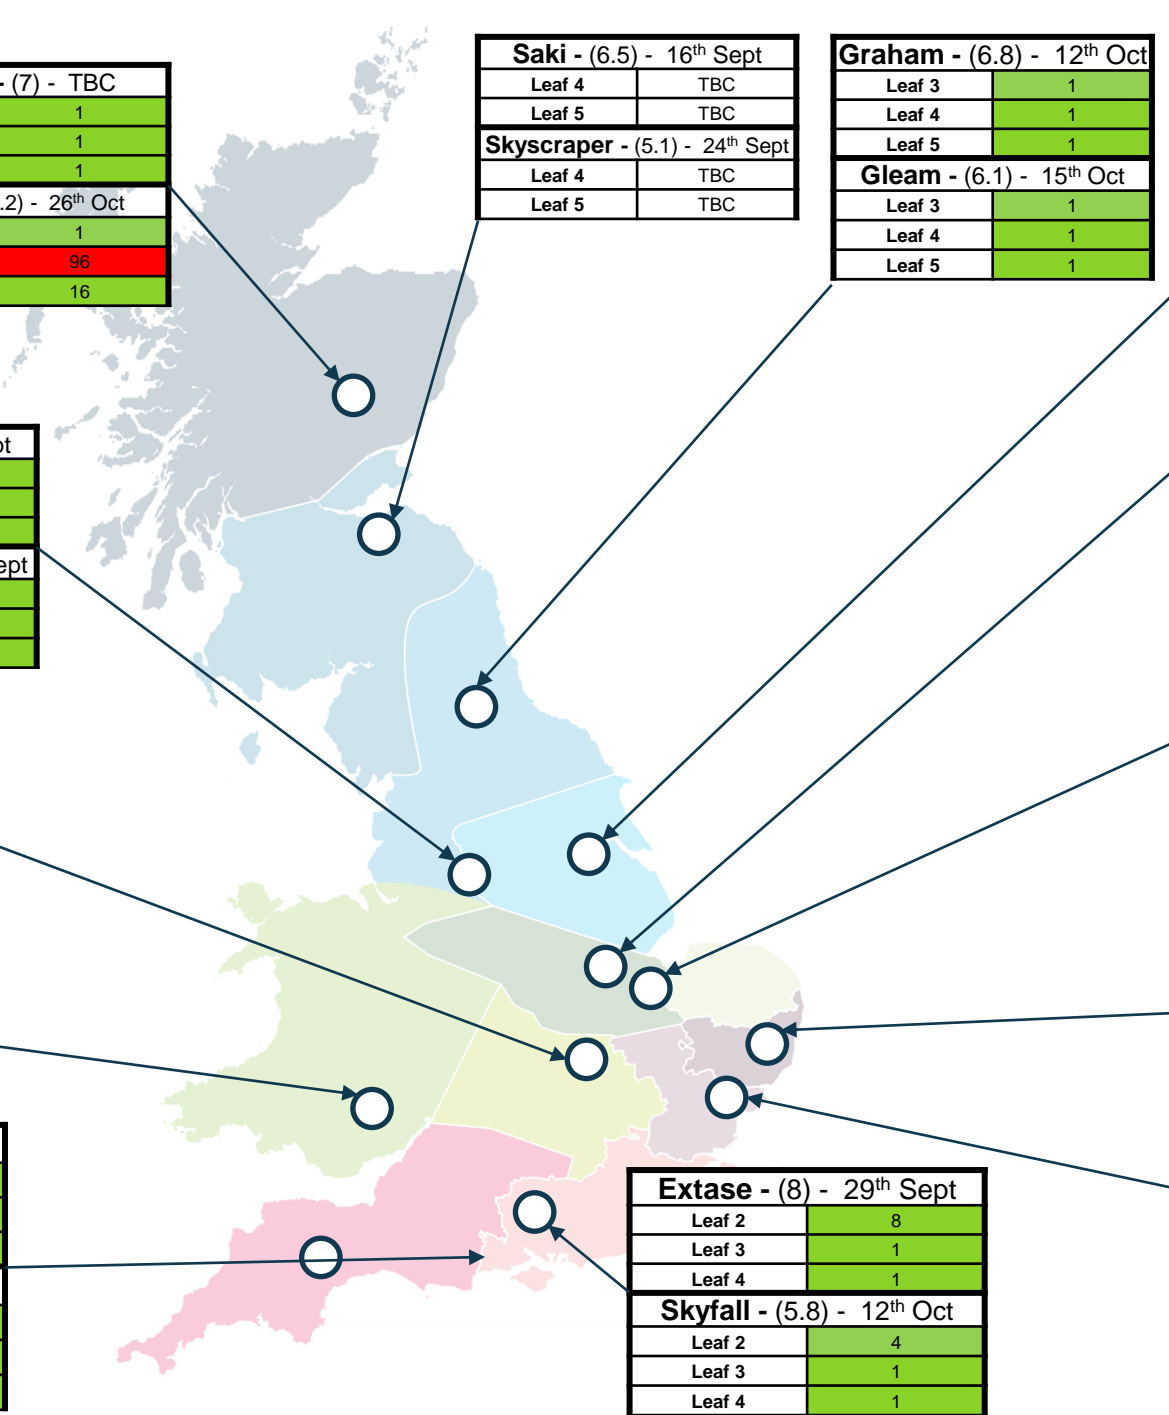 - (7) - TBC
1
1
1
.2) - 26th Oct
1
96
16
Saki - (6.5) - 16th Sept
Leaf 4 TBC
Leaf 5 TBC
Skyscraper - (5.1) - 24th Sept
Leaf 4 TBC
Leaf 5 TBC
Graham - (6.8) - 12th Oct
Leaf 3 1
Leaf 4 1
Leaf 5 1
Gleam - (6.1) - 15th Oct
Leaf 3 1
Leaf 4 1
Leaf 5 1
pt
ept
Extase - (8) - 29th Sept
Leaf 2 8
Leaf 3 1
Leaf 4 1
Skyfall - (5.8) - 12th Oct
Leaf 2 4
Leaf 3 1
Leaf 4 1